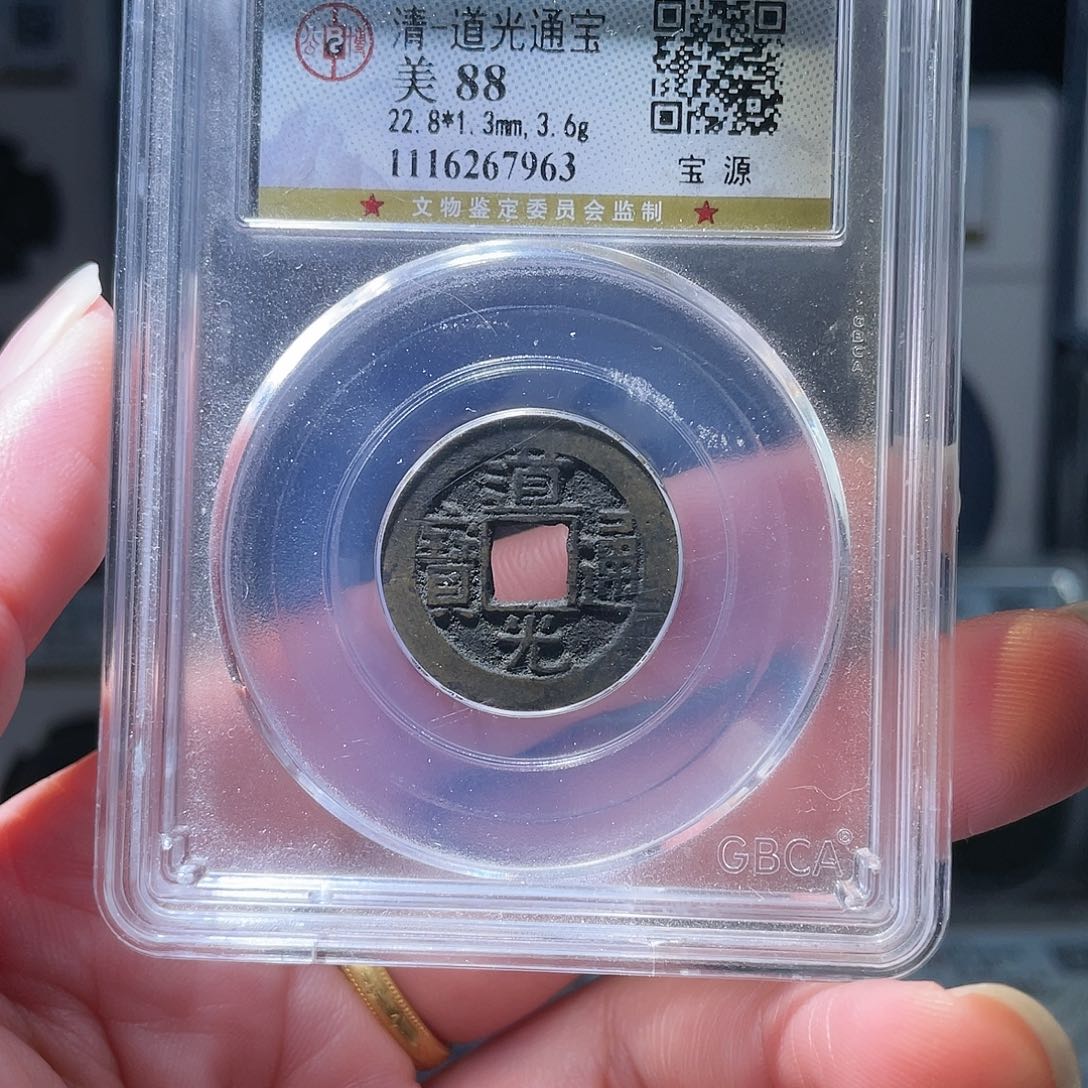 清-道光通宝
美 88
22.8*1.3mm,3.6g
1116267963
宝 源
★ 文物鉴定委员会监制 ★
GBCA
道
寶 通
光
GBCA®